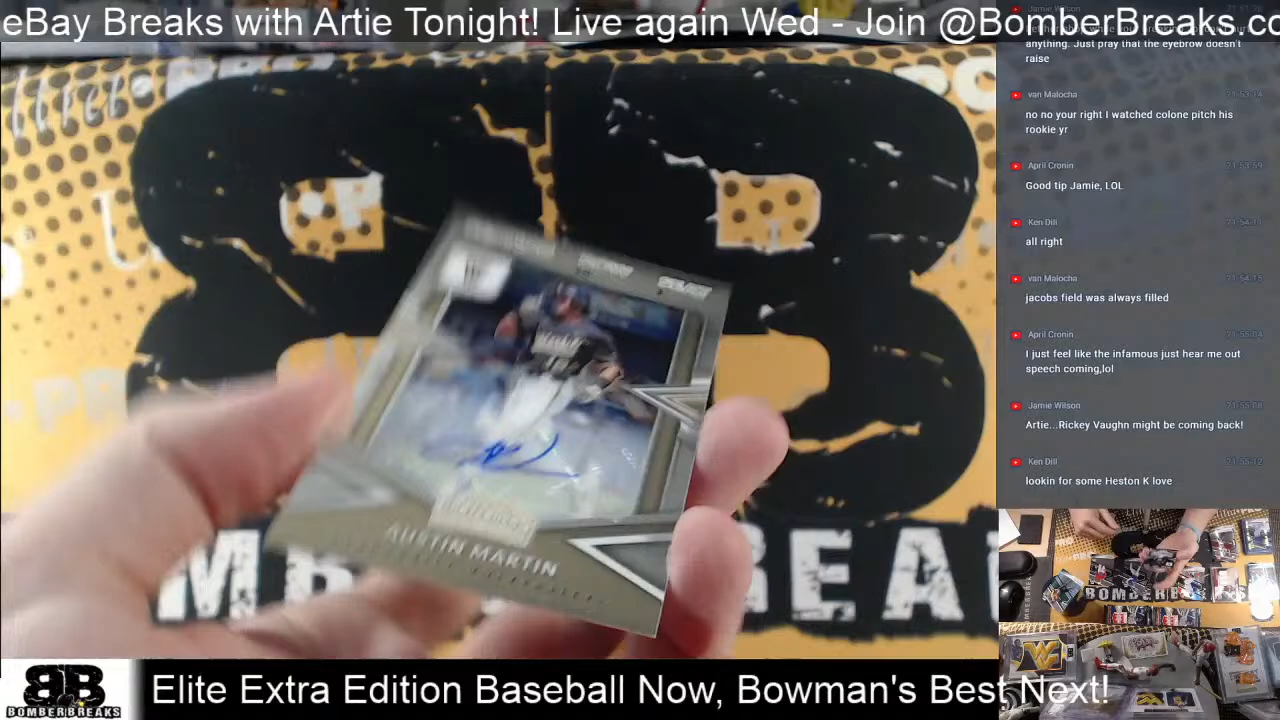 eBay Breaks with Artie Tonight! Live again Wed - Join @BomberBreaks.co
anything. Just pray that the eyebrow doesn't
raise
van Malocha
no no your right I watched colone pitch his
rookie yr
April Cronin
Good tip Jamie, LOL
Ken Dill
all right
van Malocha
jacobs field was always filled
April Cronin
I just feel like the infamous just hear me out
speech coming,lol
Jamie Wilson
Artie...Rickey Vaughn might be coming back!
Ken Dill
lookin for some Heston K love
AUSTIN MARTIN
BOMBERBREAKS
Elite Extra Edition Baseball Now, Bowman's Best Next!